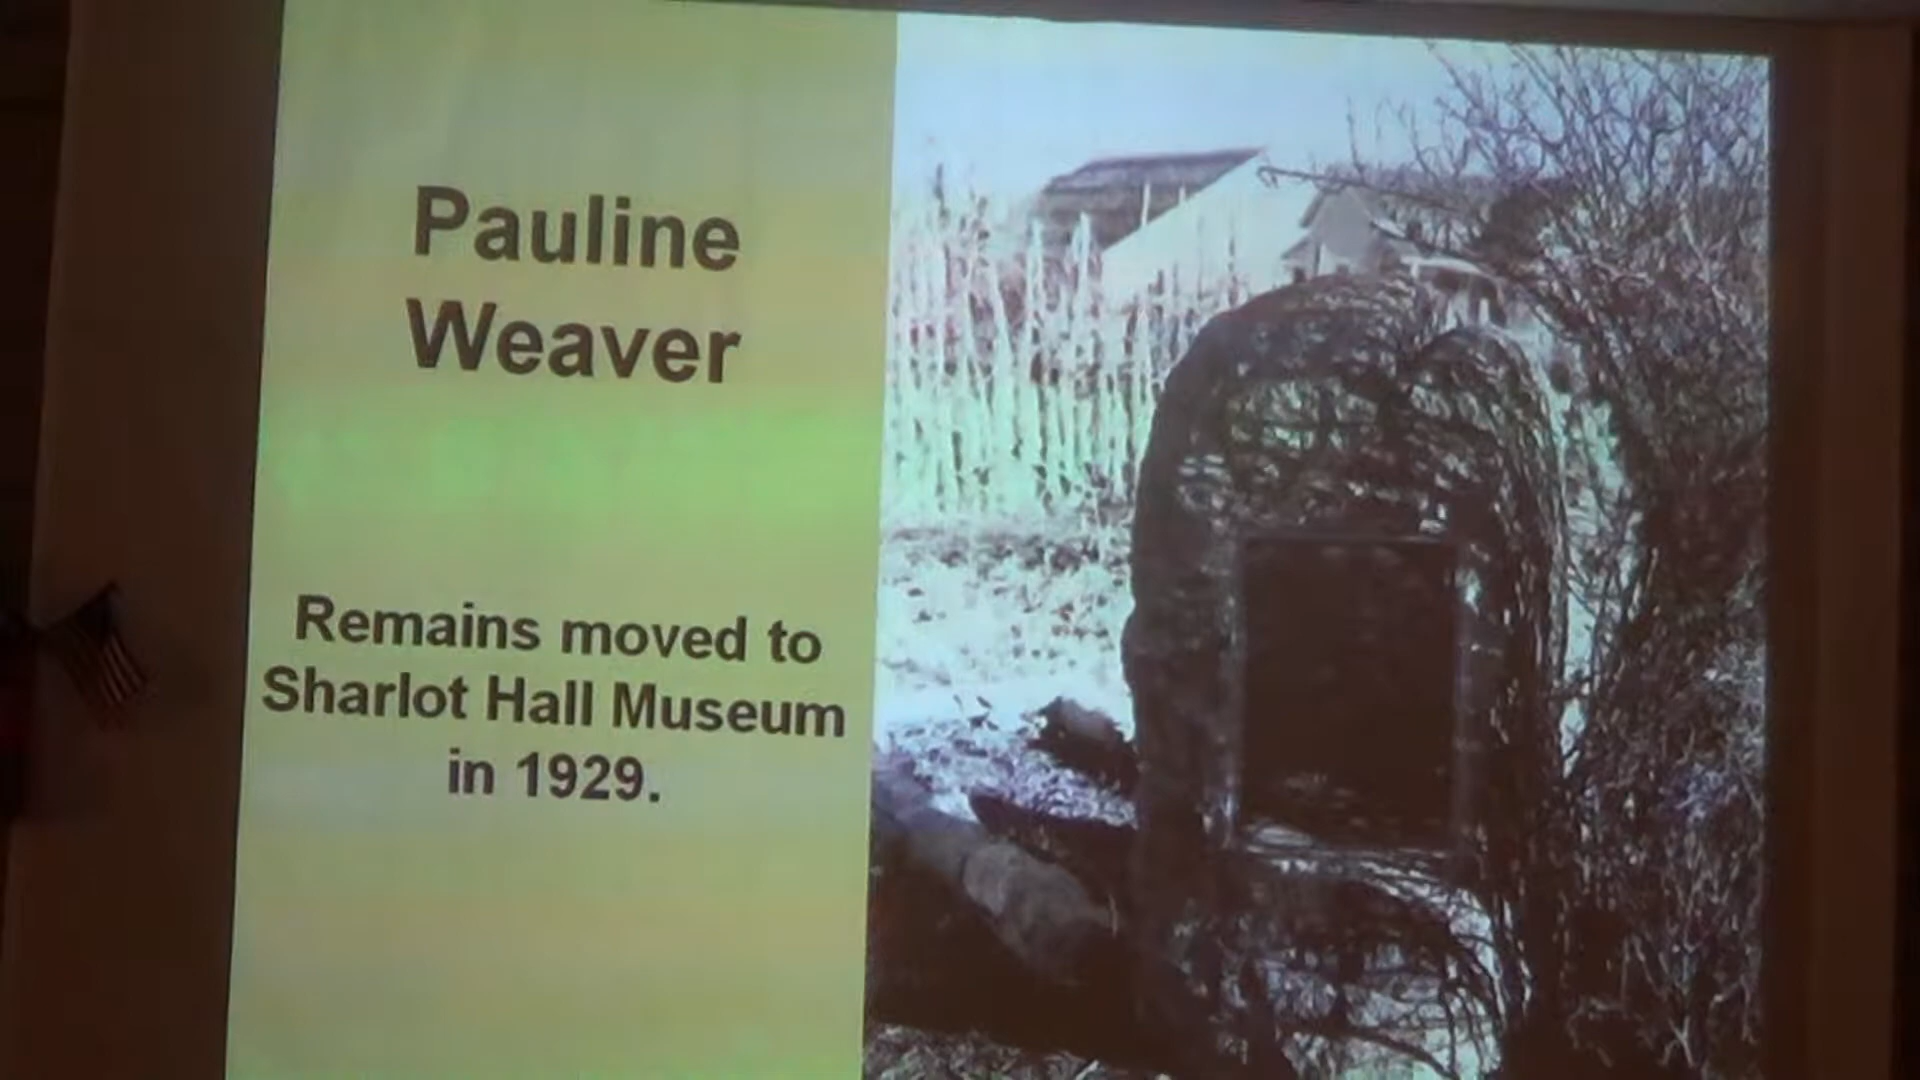 Pauline
Weaver
Remains moved to
Sharlot Hall Museum
in 1929.